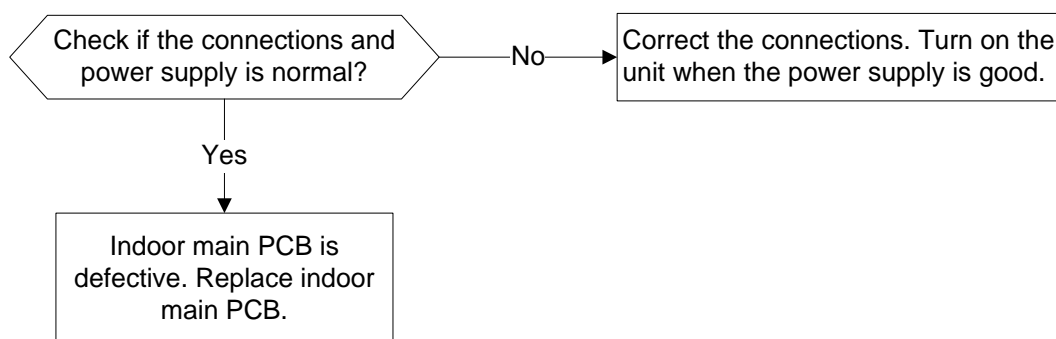 Check if the connections and
power supply is normal?
No
Correct the connections. Turn on the
unit when the power supply is good.
Yes
Indoor main PCB is
defective. Replace indoor
main PCB.